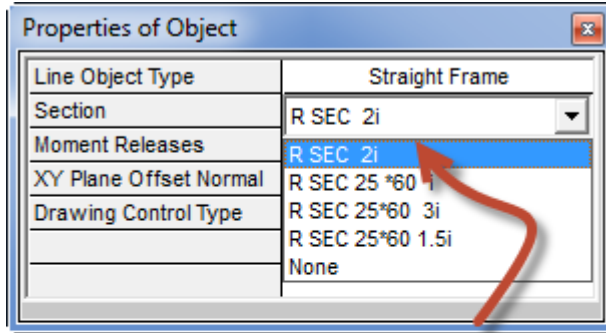 Properties of Object
Line Object Type Straight Frame
Section R SEC 2i
Moment Releases R SEC 2i
XY Plane Offset Normal R SEC 25 *60 i
Drawing Control Type R SEC 25*60 3i
R SEC 25*60 1.5i
None